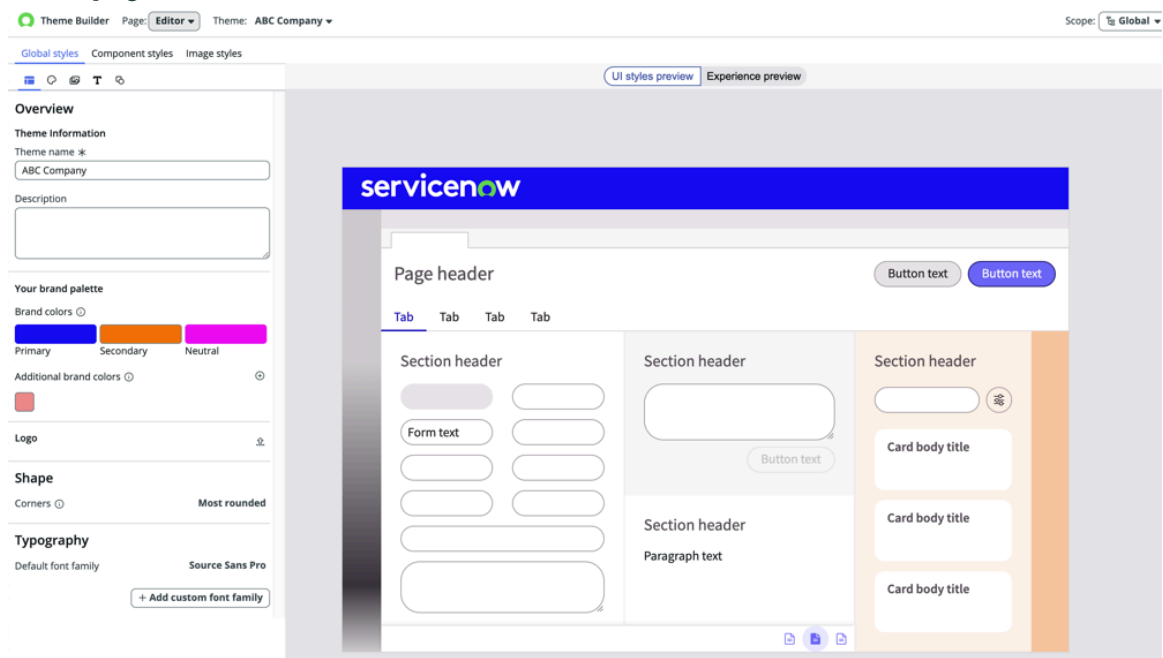 Theme Builder Page: Editor Theme: ABC Company Scope: Global
Global styles Component styles Image styles
UI styles preview Experience preview
Overview
Theme Information
Theme name *
ABC Company
Description
Your brand palette
Brand colors
Primary Secondary Neutral
Additional brand colors
Logo
Shape
Corners Most rounded
Typography
Default font family Source Sans Pro
+ Add custom font family
servicenow
Page header Button text Button text
Tab Tab Tab Tab
Section header
Form text
Section header
Button text
Section header
Paragraph text
Section header
Card body title
Card body title
Card body title